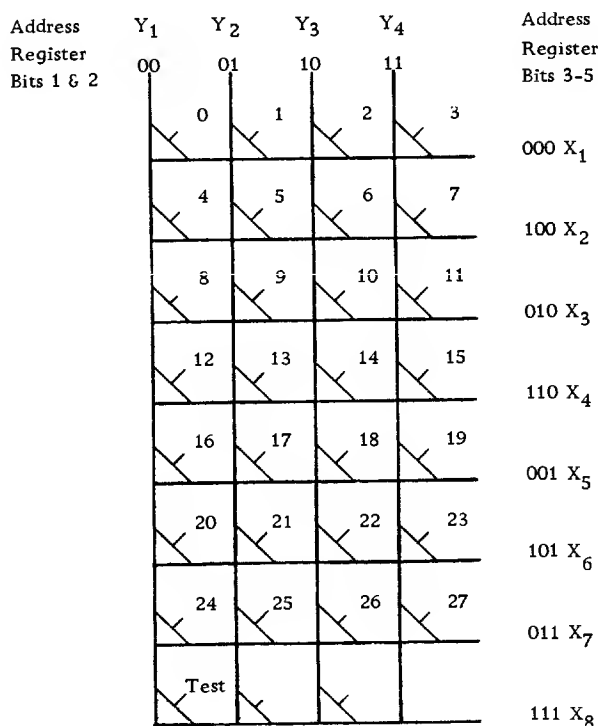 Address Register Bits 1 & 2
Y1 Y2 Y3 Y4
00 01 10 11
Address Register Bits 3-5
0 1 2 3
000 X1
4 5 6 7
100 X2
8 9 10 11
010 X3
12 13 14 15
110 X4
16 17 18 19
001 X5
20 21 22 23
101 X6
24 25 26 27
011 X7
Test
111 X8